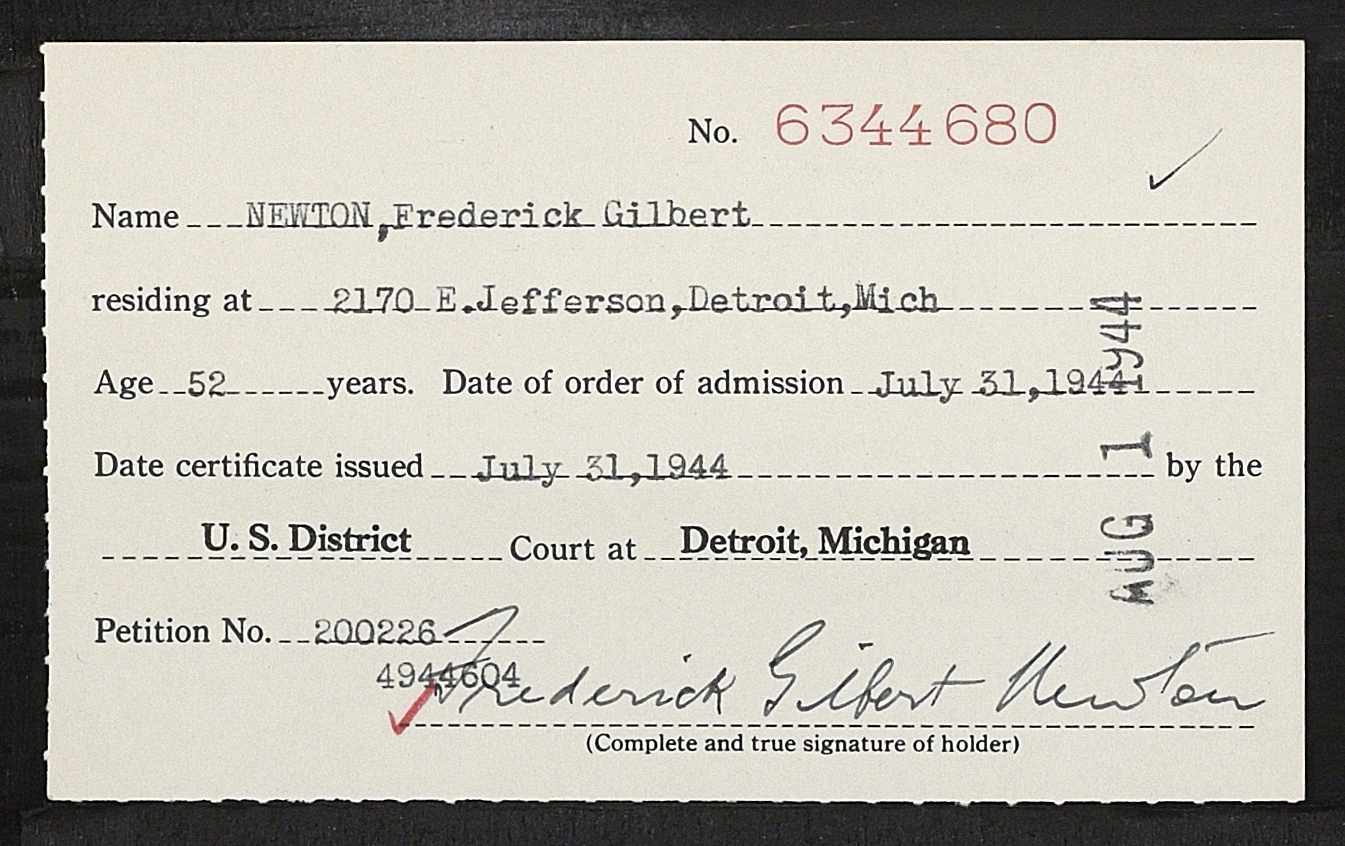 No. 6344680
Name NEWTON, Frederick Gilbert
residing at 2170 E. Jefferson, Detroit, Mich
Age 52 years. Date of order of admission July 31, 1944
Date certificate issued July 31, 1944 by the
U. S. District Court at Detroit, Michigan
AUG 1 1944
Petition No. 200226
4944604
Frederick Gilbert Newton
(Complete and true signature of holder)